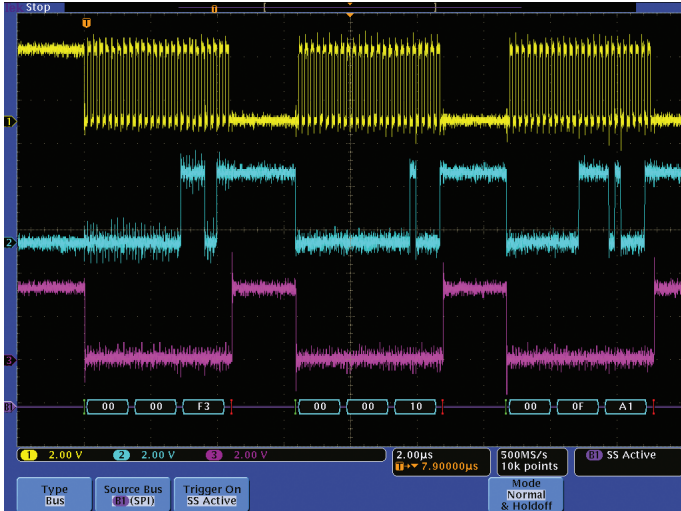 Stop
T
T
1
2
3
B1 00 00 F3 00 00 10 00 0F A1
1 2.00 V 2 2.00 V 3 2.00 V 2.00µs 500MS/s B1 SS Active
T→▼ 7.90000µs 10k points
Type Source Bus Trigger On Mode
Bus B1 (SPI) SS Active Normal
& Holdoff